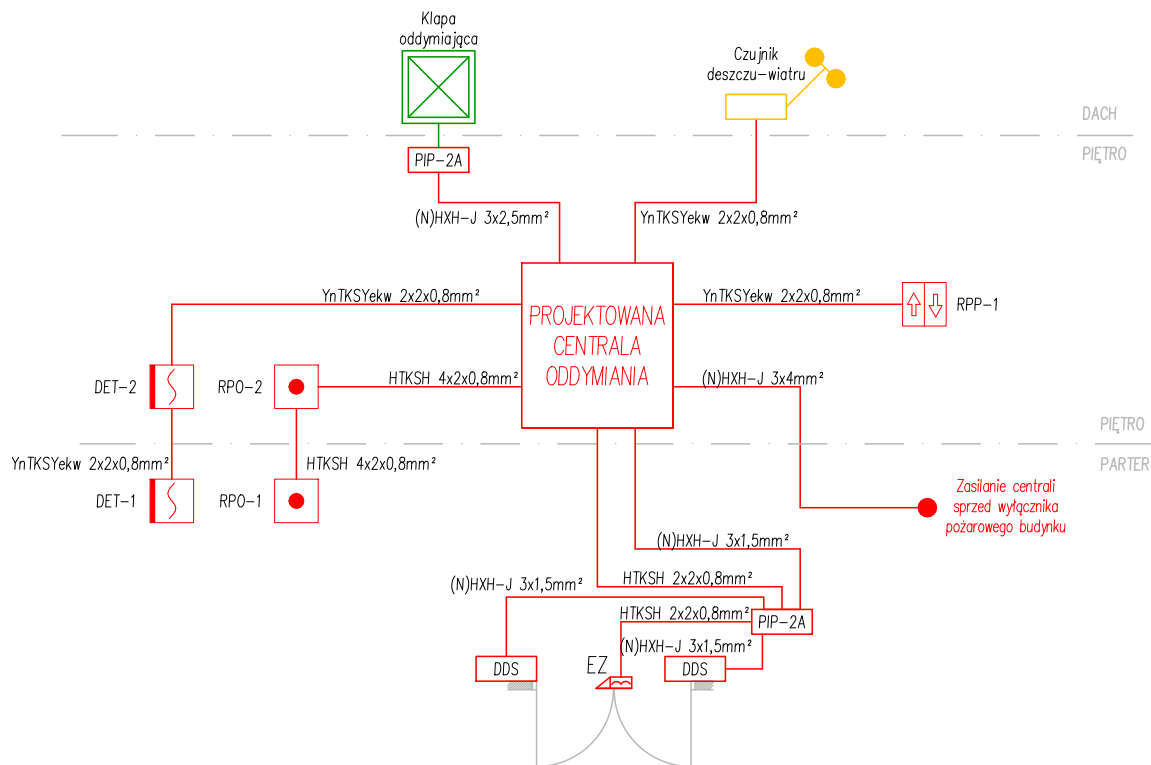 Klapa
oddymiająca
Czujnik
deszczu-wiatru
DACH
PIĘTRO
PIP-2A
(N)HXH-J 3x2,5mm²
YnTKSYekw 2x2x0,8mm²
YnTKSYekw 2x2x0,8mm²
YnTKSYekw 2x2x0,8mm²
RPP-1
PROJEKTOWANA
CENTRALA
ODDYMIANIA
DET-2
RPO-2
HTKSH 4x2x0,8mm²
(N)HXH-J 3x4mm²
PIĘTRO
PARTER
YnTKSYekw 2x2x0,8mm²
HTKSH 4x2x0,8mm²
DET-1
RPO-1
Zasilanie centrali
sprzed wyłącznika
pożarowego budynku
(N)HXH-J 3x1,5mm²
HTKSH 2x2x0,8mm²
(N)HXH-J 3x1,5mm²
HTKSH 2x2x0,8mm²
PIP-2A
(N)HXH-J 3x1,5mm²
DDS
EZ
DDS